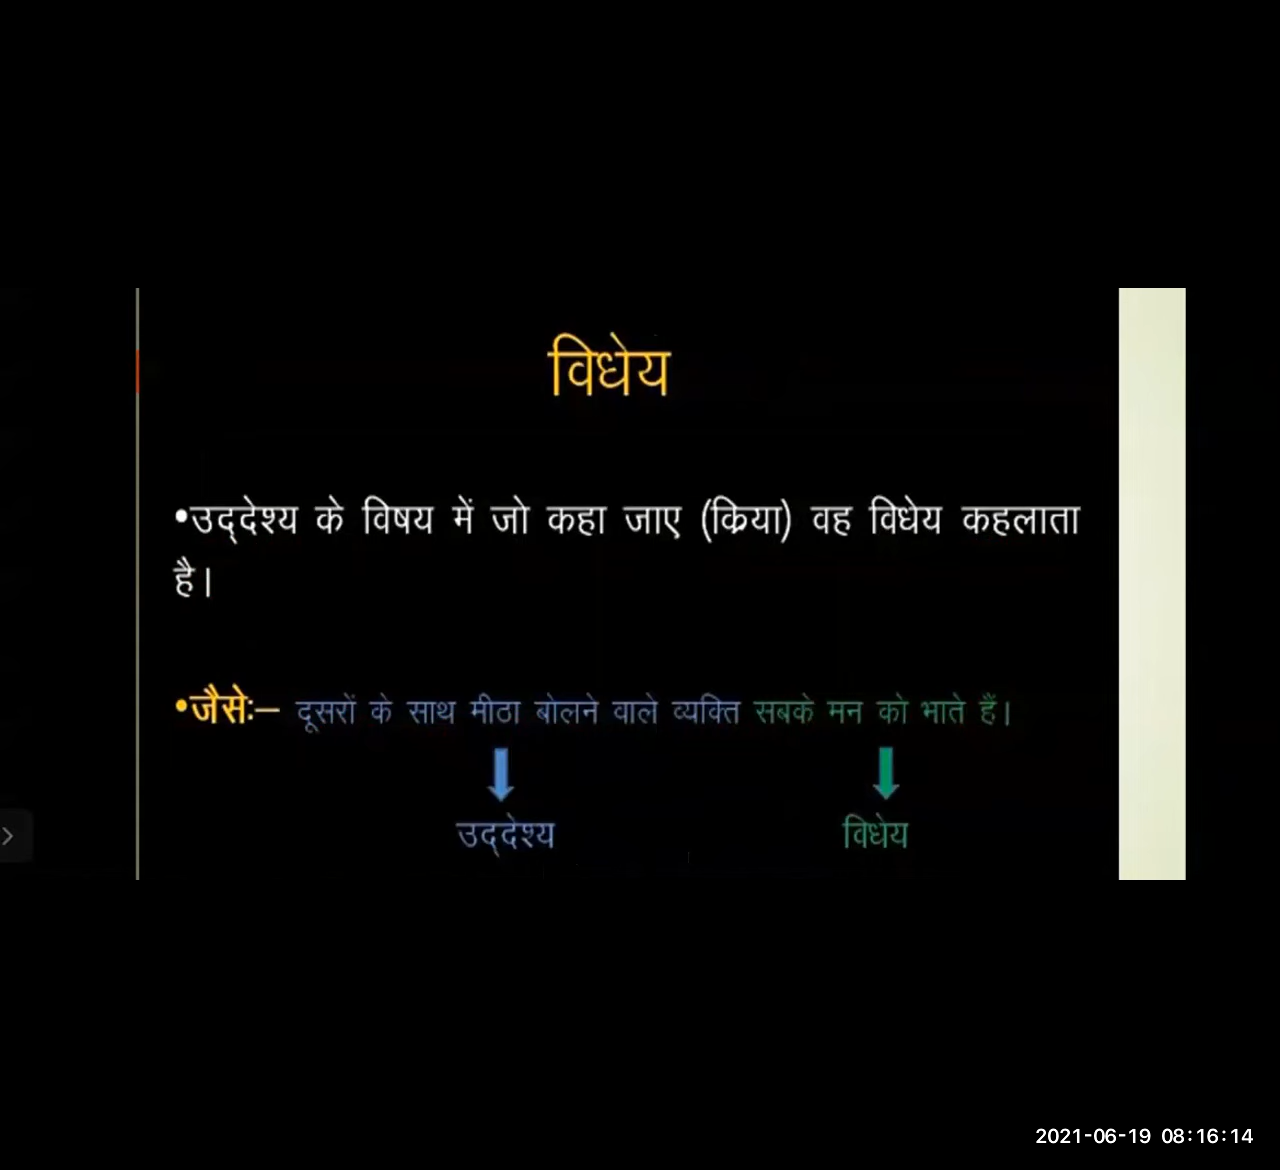 विधेय
•उद्देश्य के विषय में जो कहा जाए (क्रिया) वह विधेय कहलाता
है।
•जैसेः– दूसरों के साथ मीठा बोलने वाले व्यक्ति सबके मन को भाते हैं।
उद्देश्य विधेय
2021-06-19 08:16:14